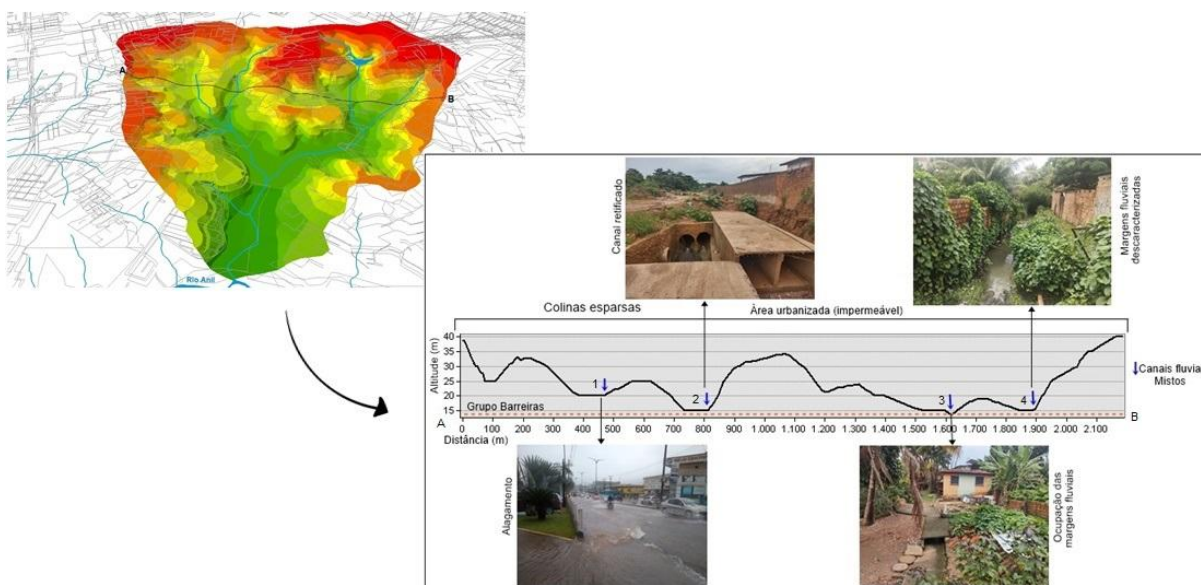 A
B
Rio Anil
Canal retificado
Margens fluviais
descaracterizadas
Colinas esparsas
Àrea urbanizada (impermeável)
Altitude (m)
40
35
30
25
20
15
1
2
3
4
Canais fluvia
Mistos
Grupo Barreiras
A
B
0 100 200 300 400 500 600 700 800 900 1.000 1.100 1.200 1.300 1.400 1.500 1.600 1.700 1.800 1.900 2.000 2.100
Distância (m)
Alagamento
Ocupação das
margens fluviais